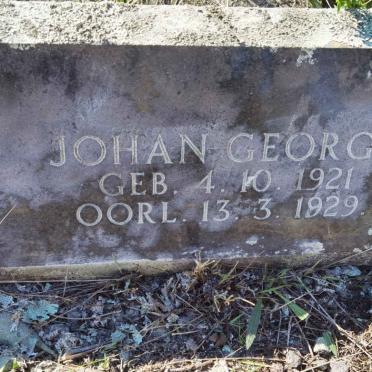 JOHAN GEORG
GEB. 4. 10. 1921
OORL. 13. 3. 1929.